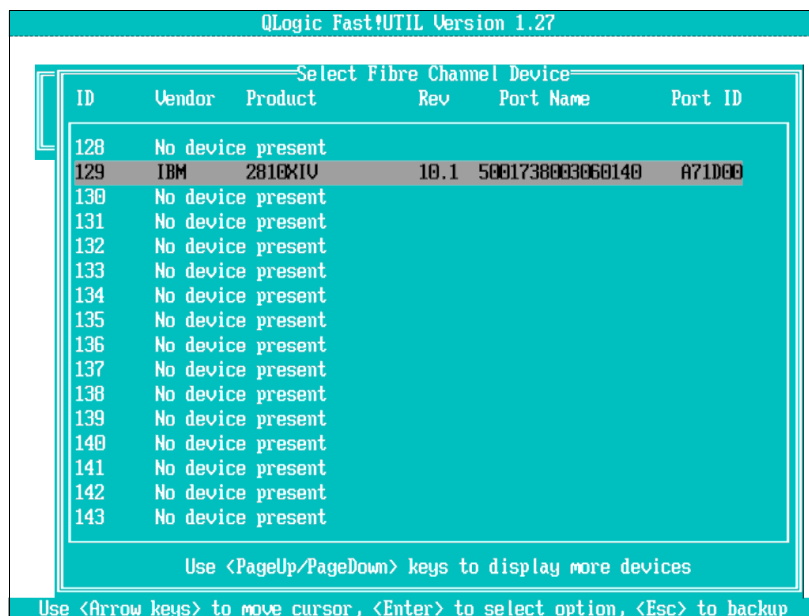 QLogic Fast!UTIL Version 1.27
Select Fibre Channel Device
ID Vendor Product Rev Port Name Port ID
128 No device present
129 IBM 2810XIV 10.1 5001738003060140 A71D00
130 No device present
131 No device present
132 No device present
133 No device present
134 No device present
135 No device present
136 No device present
137 No device present
138 No device present
139 No device present
140 No device present
141 No device present
142 No device present
143 No device present
Use <PageUp/PageDown> keys to display more devices
Use <Arrow keys> to move cursor, <Enter> to select option, <Esc> to backup